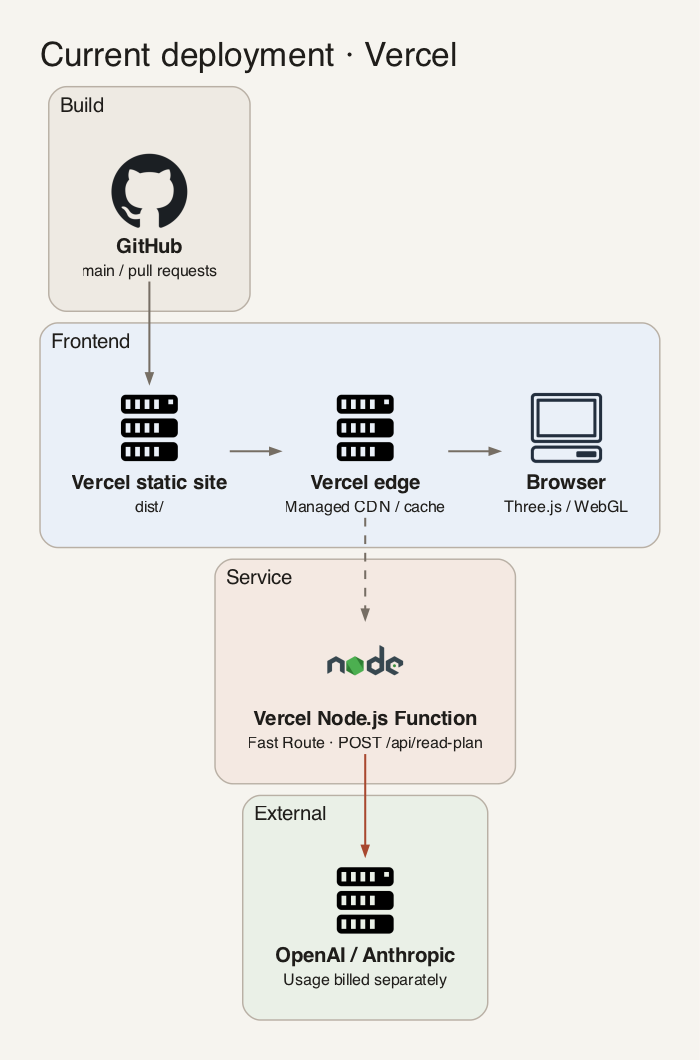 Current deployment · Vercel
Build
GitHub
main / pull requests
Frontend
Vercel static site
dist/
Vercel edge
Managed CDN / cache
Browser
Three.js / WebGL
Service
node
Vercel Node.js Function
Fast Route · POST /api/read-plan
External
OpenAI / Anthropic
Usage billed separately